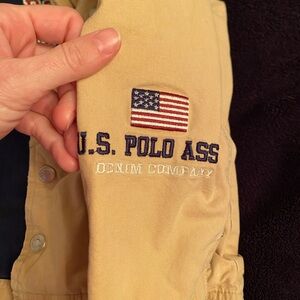 U.S. POLO ASS
DENIM COMPANY